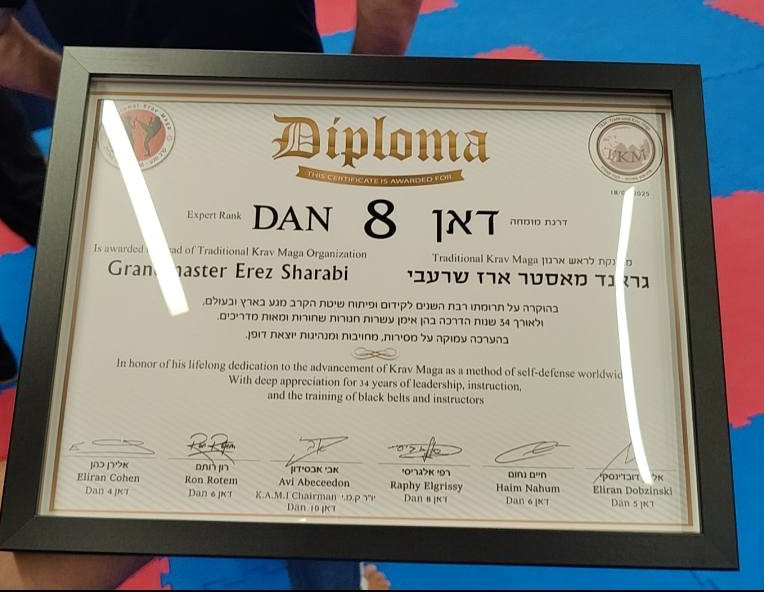 Diploma
THIS CERTIFICATE IS AWARDED FOR
TKM
2025
Expert Rank DAN 8 דאן דרגת מומחה
Is awarded ead of Traditional Krav Maga Organization
לראש ארגון Traditional Krav Maga
Erez Sharabi
מאסטר ארז שרעבי
בהוקרה על תרומתו רבת השנים לקידום ופיתוח שיטת הקרב מגע בארץ ובעולם,
ולאורך 34 שנות הדרכה בהן אימן עשרות חגורות שחורות ומאות מדריכים.
בהערכה עמוקה על מסירות, מחויבות ומנהיגות יוצאת דופן.
In honor of his lifelong dedication to the advancement of Krav Maga as a method of self-defense worldwid
With deep appreciation for 34 years of leadership, instruction,
and the training of black belts and instructors
אלירן כהן
Eliran Cohen
Dan 4 דאן
רון רותם
Ron Rotem
Dan 6 דאן
אבי אבסידון
Avi Abeceedon
K.A.M.I Chairman יו״ר ק.מ.י
Dan 10 דאן
רפי אלגריסי
Raphy Elgrissy
Dan 8 דאן
חיים נחום
Haim Nahum
Dan 6 דאן
דובדז'ינסקי
Eliran Dobzinski
Dan 5 דאן